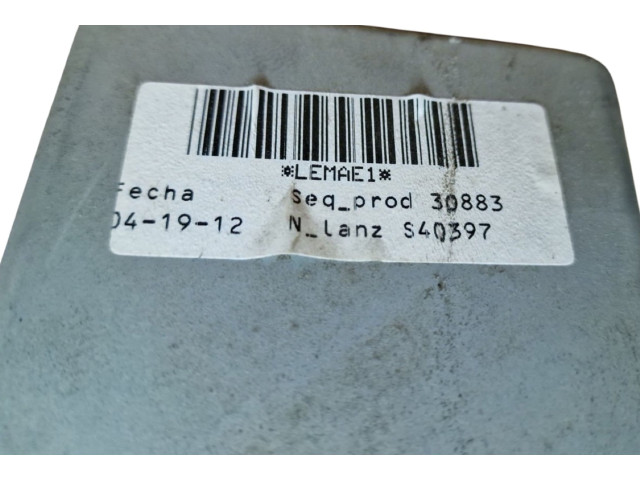 *LEMAE1*
Fecha Seq_prod 30883
04-19-12 N_lanz S40397